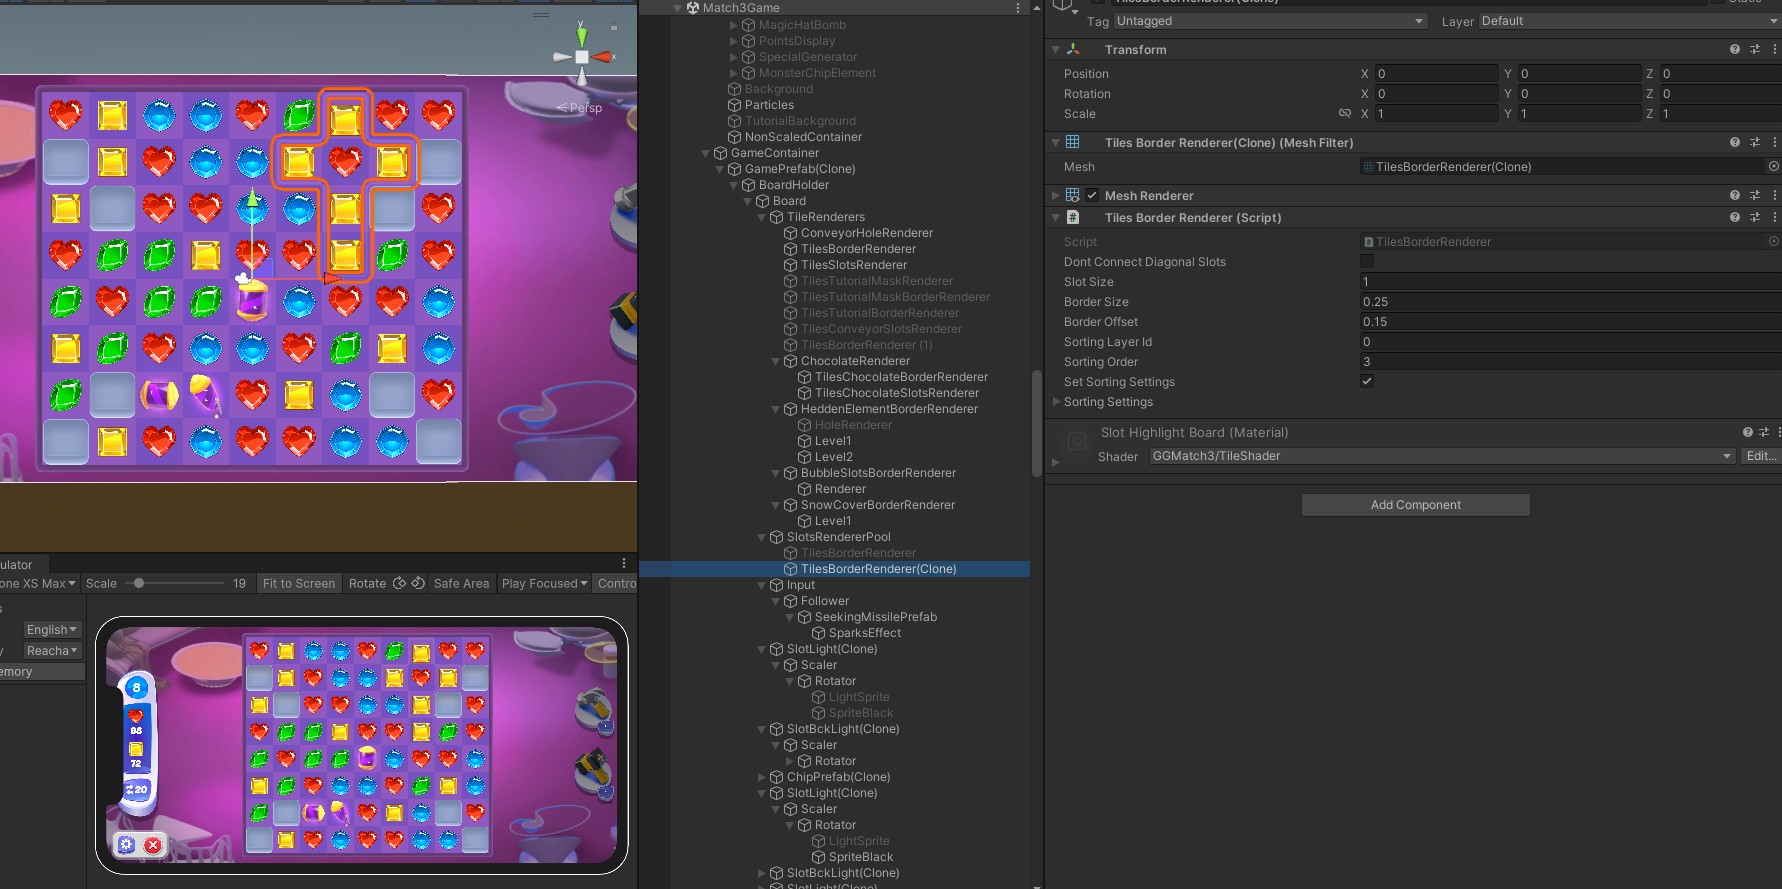 Persp
ulator
one XS Max
Scale
19
Fit to Screen
Rotate
Safe Area
Play Focused
Contro
s
English
y
Reacha
emory
8
88
72
20
Match3Game
MagicHatBomb
PointsDisplay
SpecialGenerator
MonsterChipElement
Background
Particles
TutorialBackground
NonScaledContainer
GameContainer
GamePrefab(Clone)
BoardHolder
Board
TileRenderers
ConveyorHoleRenderer
TilesBorderRenderer
TilesSlotsRenderer
TilesTutorialMaskRenderer
TilesTutorialMaskBorderRenderer
TilesTutorialBorderRenderer
TilesConveyorSlotsRenderer
TilesBorderRenderer (1)
ChocolateRenderer
TilesChocolateBorderRenderer
TilesChocolateSlotsRenderer
HeddenElementBorderRenderer
HoleRenderer
Level1
Level2
BubbleSlotsBorderRenderer
Renderer
SnowCoverBorderRenderer
Level1
SlotsRendererPool
TilesBorderRenderer
TilesBorderRenderer(Clone)
Input
Follower
SeekingMissilePrefab
SparksEffect
SlotLight(Clone)
Scaler
Rotator
LightSprite
SpriteBlack
SlotBckLight(Clone)
Scaler
Rotator
ChipPrefab(Clone)
SlotLight(Clone)
Scaler
Rotator
LightSprite
SpriteBlack
SlotBckLight(Clone)
SlotLight(Clone)
TilesBorderRenderer(Clone)
Static
Tag Untagged Layer Default
Transform
Position X 0 Y 0 Z 0
Rotation X 0 Y 0 Z 0
Scale X 1 Y 1 Z 1
Tiles Border Renderer(Clone) (Mesh Filter)
Mesh TilesBorderRenderer(Clone)
Mesh Renderer
Tiles Border Renderer (Script)
Script TilesBorderRenderer
Dont Connect Diagonal Slots
Slot Size 1
Border Size 0.25
Border Offset 0.15
Sorting Layer Id 0
Sorting Order 3
Set Sorting Settings
Sorting Settings
Slot Highlight Board (Material)
Shader GGMatch3/TileShader Edit...
Add Component